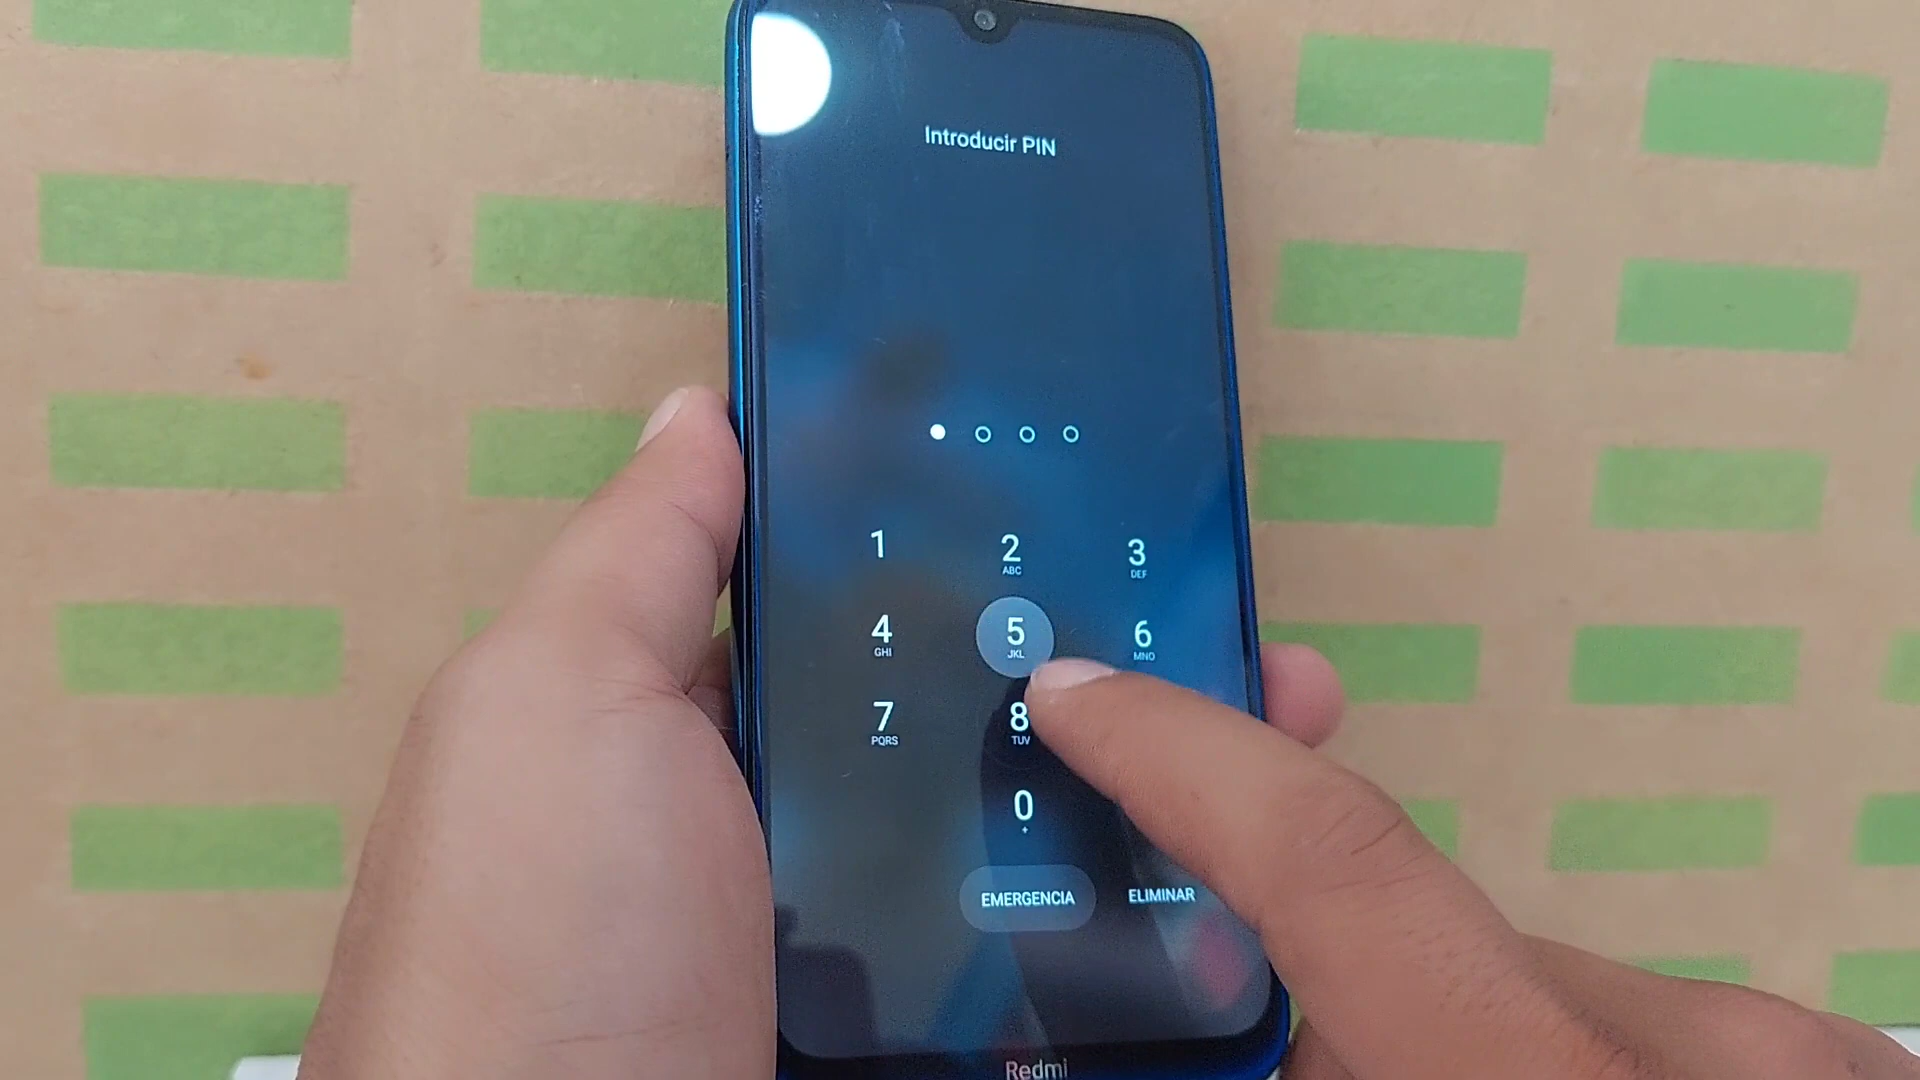 Introducir PIN
1 2 3
ABC DEF
4 5 6
GHI JKL MNO
7 8
PQRS TUV
0
+
EMERGENCIA ELIMINAR
Redmi